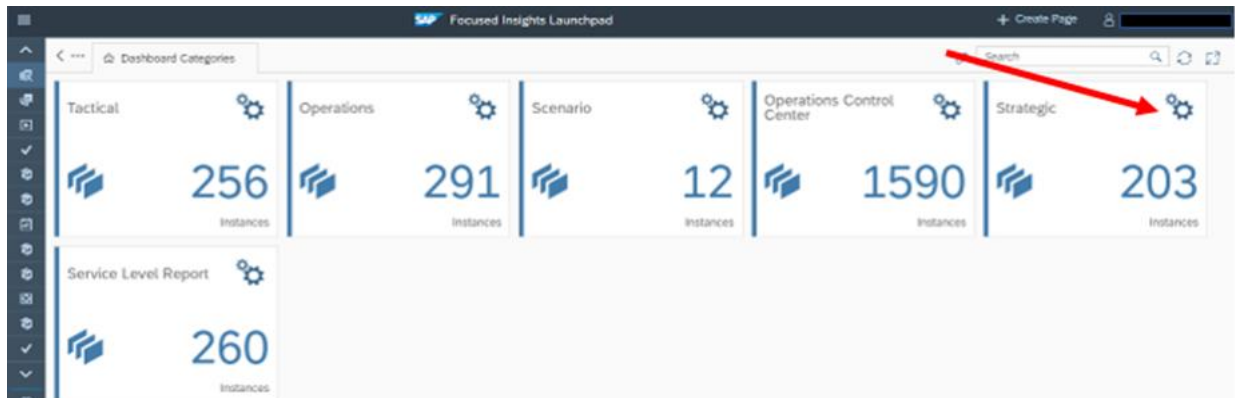 SAP Focused Insights Launchpad
+ Create Page
Dashboard Categories
Search
Tactical
256
Instances
Operations
291
Instances
Scenario
12
Instances
Operations Control
Center
1590
Instances
Strategic
203
Instances
Service Level Report
260
Instances